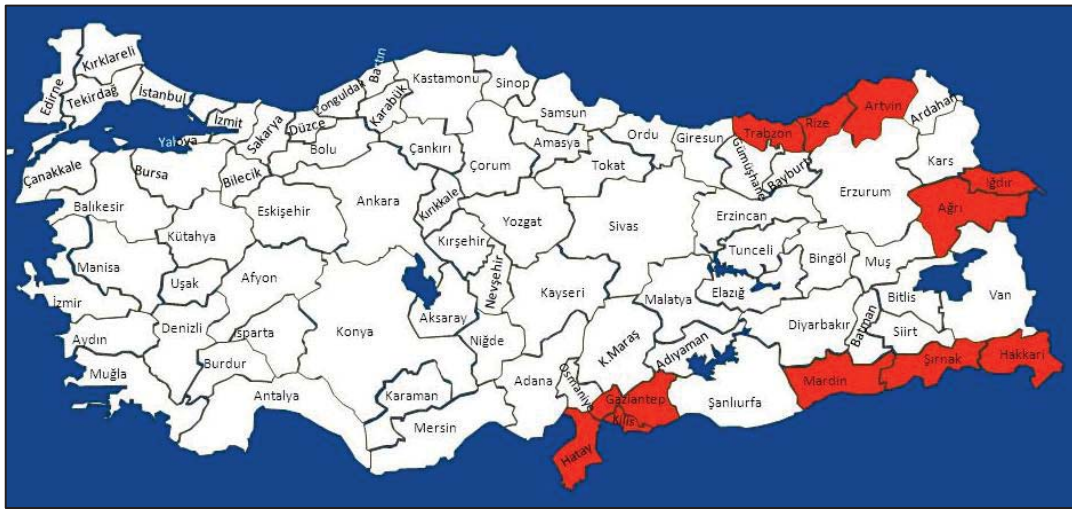 Edirne
Kırklareli
Tekirdağ
İstanbul
Yalova
İzmit
Sakarya
Düzce
Zonguldak
Bartın
Karabük
Kastamonu
Sinop
Samsun
Ordu
Giresun
Trabzon
Rize
Artvin
Ardahan
Çanakkale
Bursa
Bilecik
Bolu
Çankırı
Çorum
Amasya
Tokat
Gümüşhane
Bayburt
Erzurum
Kars
Iğdır
Ağrı
Balıkesir
Kütahya
Eskişehir
Ankara
Kırıkkale
Kırşehir
Yozgat
Sivas
Erzincan
Tunceli
Bingöl
Muş
Manisa
Uşak
Afyon
Nevşehir
Kayseri
Malatya
Elazığ
Bitlis
Van
İzmir
Aydın
Denizli
Isparta
Konya
Aksaray
Niğde
K.Maraş
Adıyaman
Diyarbakır
Batman
Siirt
Şırnak
Hakkari
Muğla
Burdur
Antalya
Karaman
Mersin
Adana
Osmaniye
Gaziantep
Kilis
Hatay
Şanlıurfa
Mardin